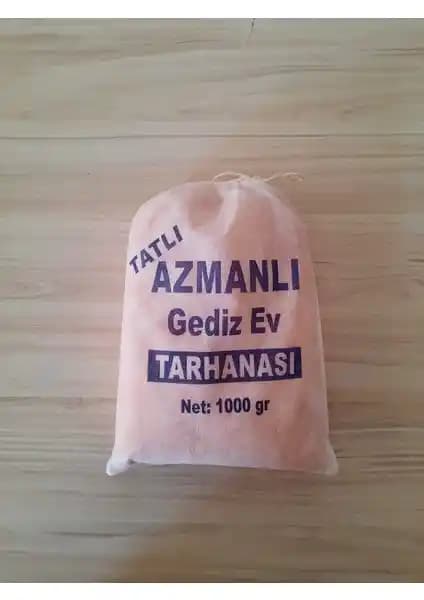 TATLI
AZMANLI
Gediz Ev
TARHANASI
Net: 1000 gr